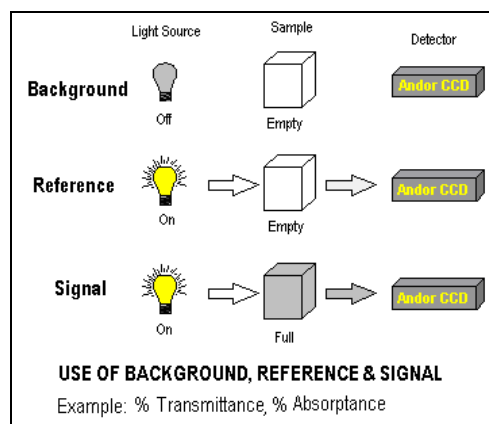 Light Source Sample Detector
Background Andor CCD
Off Empty
Reference Andor CCD
On Empty
Signal Andor CCD
On Full
USE OF BACKGROUND, REFERENCE & SIGNAL
Example: % Transmittance, % Absorptance